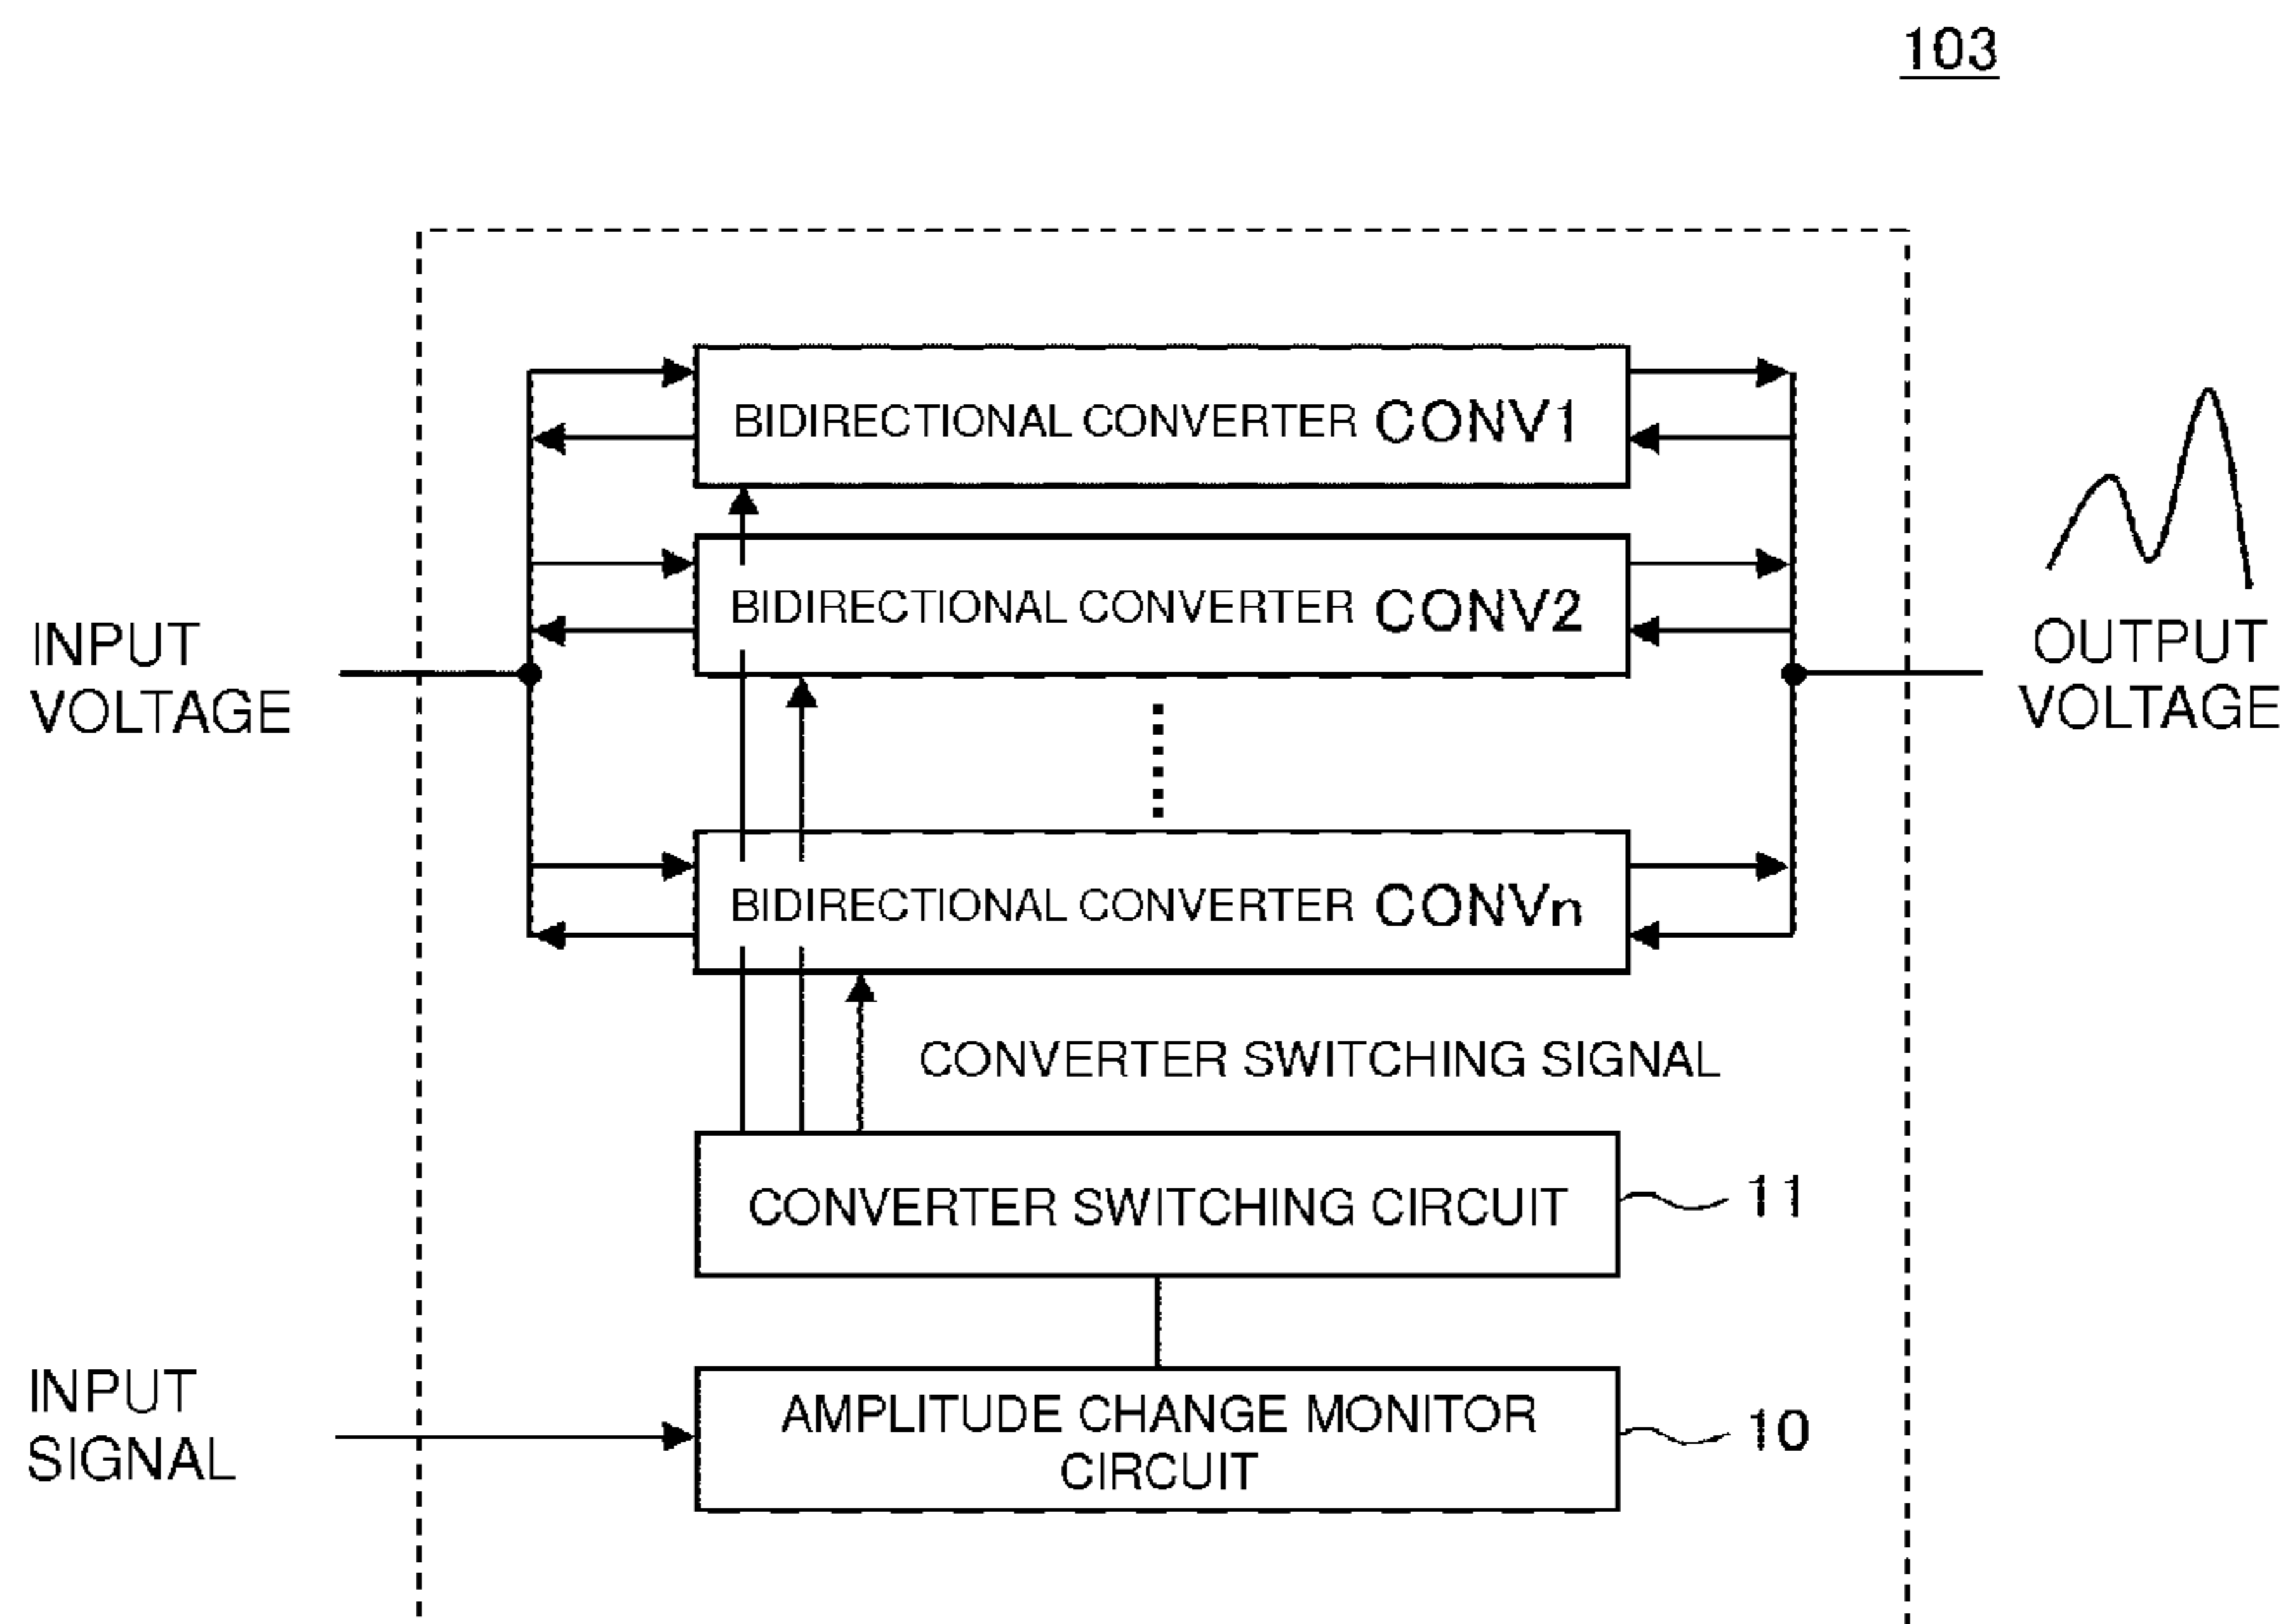 103
BIDIRECTIONAL CONVERTER CONV1
BIDIRECTIONAL CONVERTER CONV2
INPUT
VOLTAGE
OUTPUT
VOLTAGE
BIDIRECTIONAL CONVERTER CONVn
CONVERTER SWITCHING SIGNAL
CONVERTER SWITCHING CIRCUIT
11
INPUT
SIGNAL
AMPLITUDE CHANGE MONITOR
CIRCUIT
10